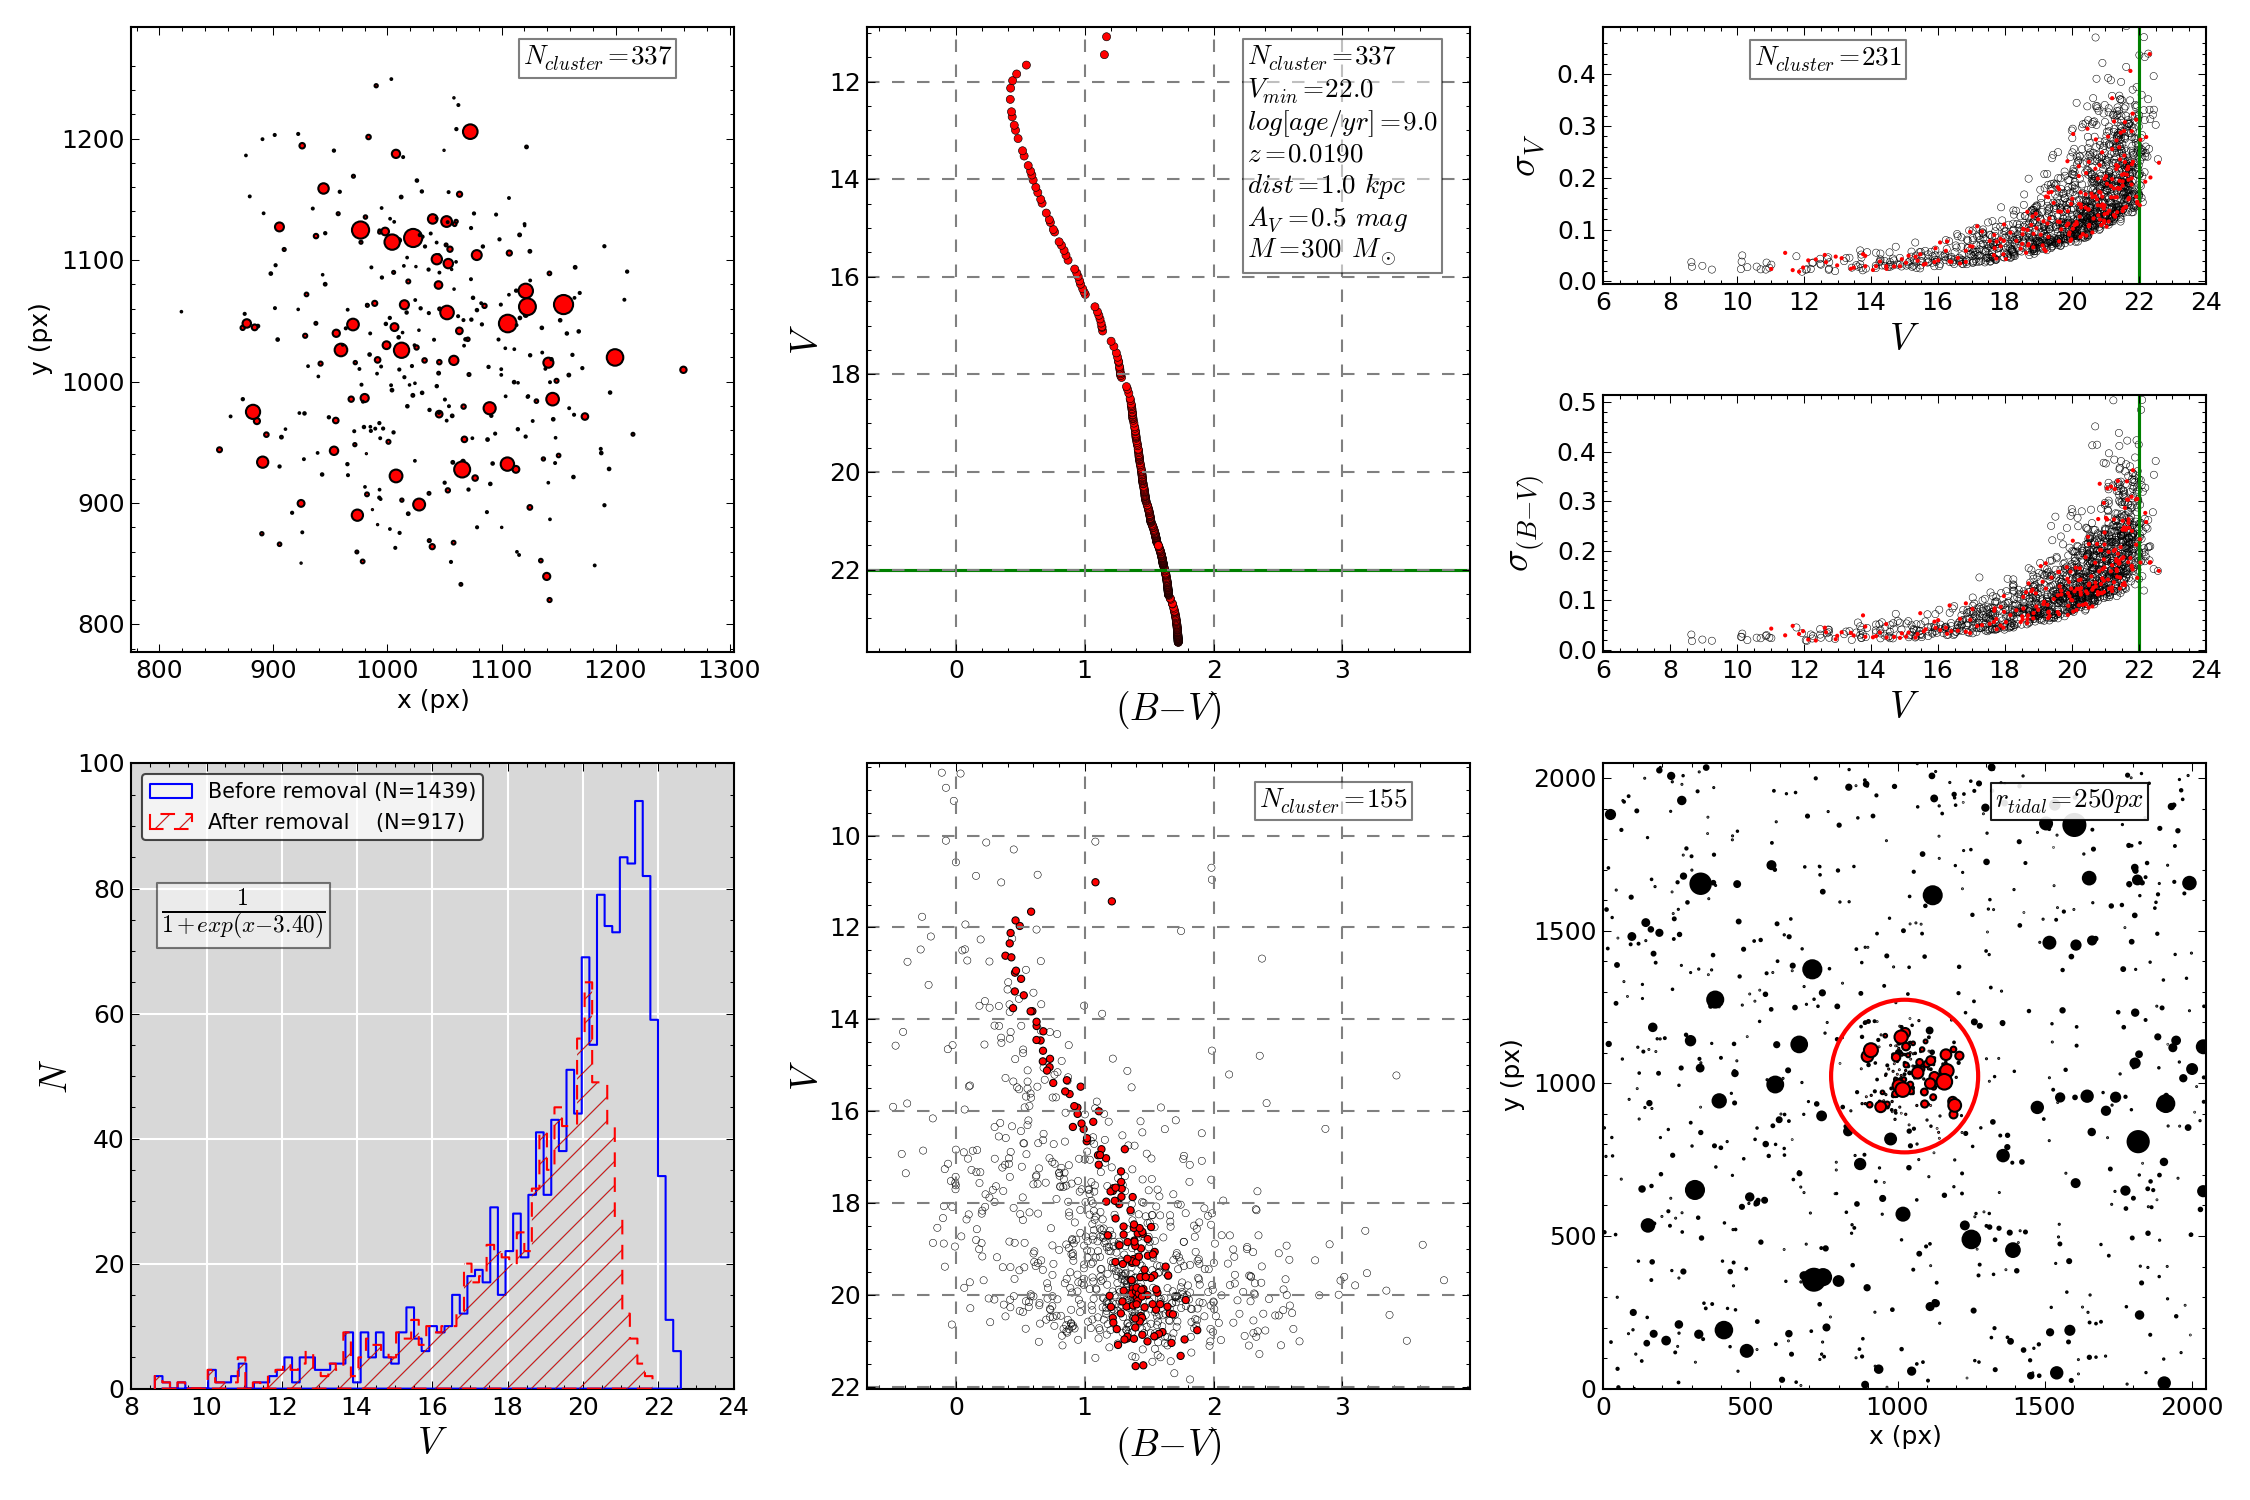 N_cluster=337
1200
1100
1000
900
800
800 900 1000 1100 1200 1300
x (px)
y (px)
N_cluster=337
V_min=22.0
log[age/yr]=9.0
z=0.0190
dist=1.0 kpc
A_V=0.5 mag
M=300 M_⊙
12
14
16
18
20
22
0 1 2 3
(B−V)
V
N_cluster=231
0.4
0.3
0.2
0.1
0.0
6 8 10 12 14 16 18 20 22 24
V
σ_V
0.5
0.4
0.3
0.2
0.1
0.0
6 8 10 12 14 16 18 20 22 24
V
σ_(B−V)
Before removal (N=1439)
After removal (N=917)
1
1+exp(x−3.40)
100
80
60
40
20
0
8 10 12 14 16 18 20 22 24
V
N
N_cluster=155
10
12
14
16
18
20
22
0 1 2 3
(B−V)
V
r_tidal=250px
2000
1500
1000
500
0
0 500 1000 1500 2000
x (px)
y (px)